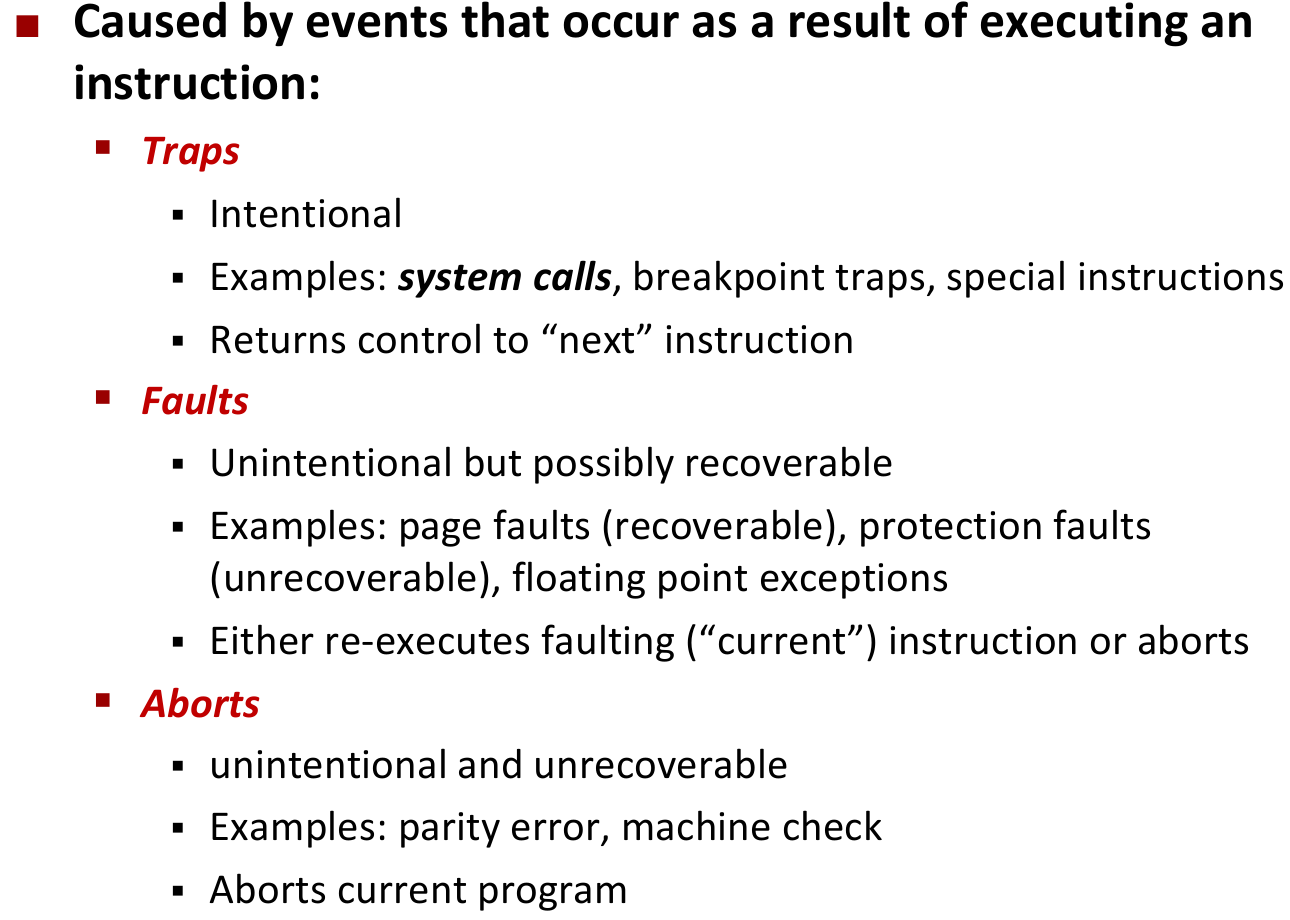 Caused by events that occur as a result of executing an
instruction:
Traps
Intentional
Examples: system calls, breakpoint traps, special instructions
Returns control to “next” instruction
Faults
Unintentional but possibly recoverable
Examples: page faults (recoverable), protection faults
(unrecoverable), floating point exceptions
Either re-executes faulting (“current”) instruction or aborts
Aborts
unintentional and unrecoverable
Examples: parity error, machine check
Aborts current program